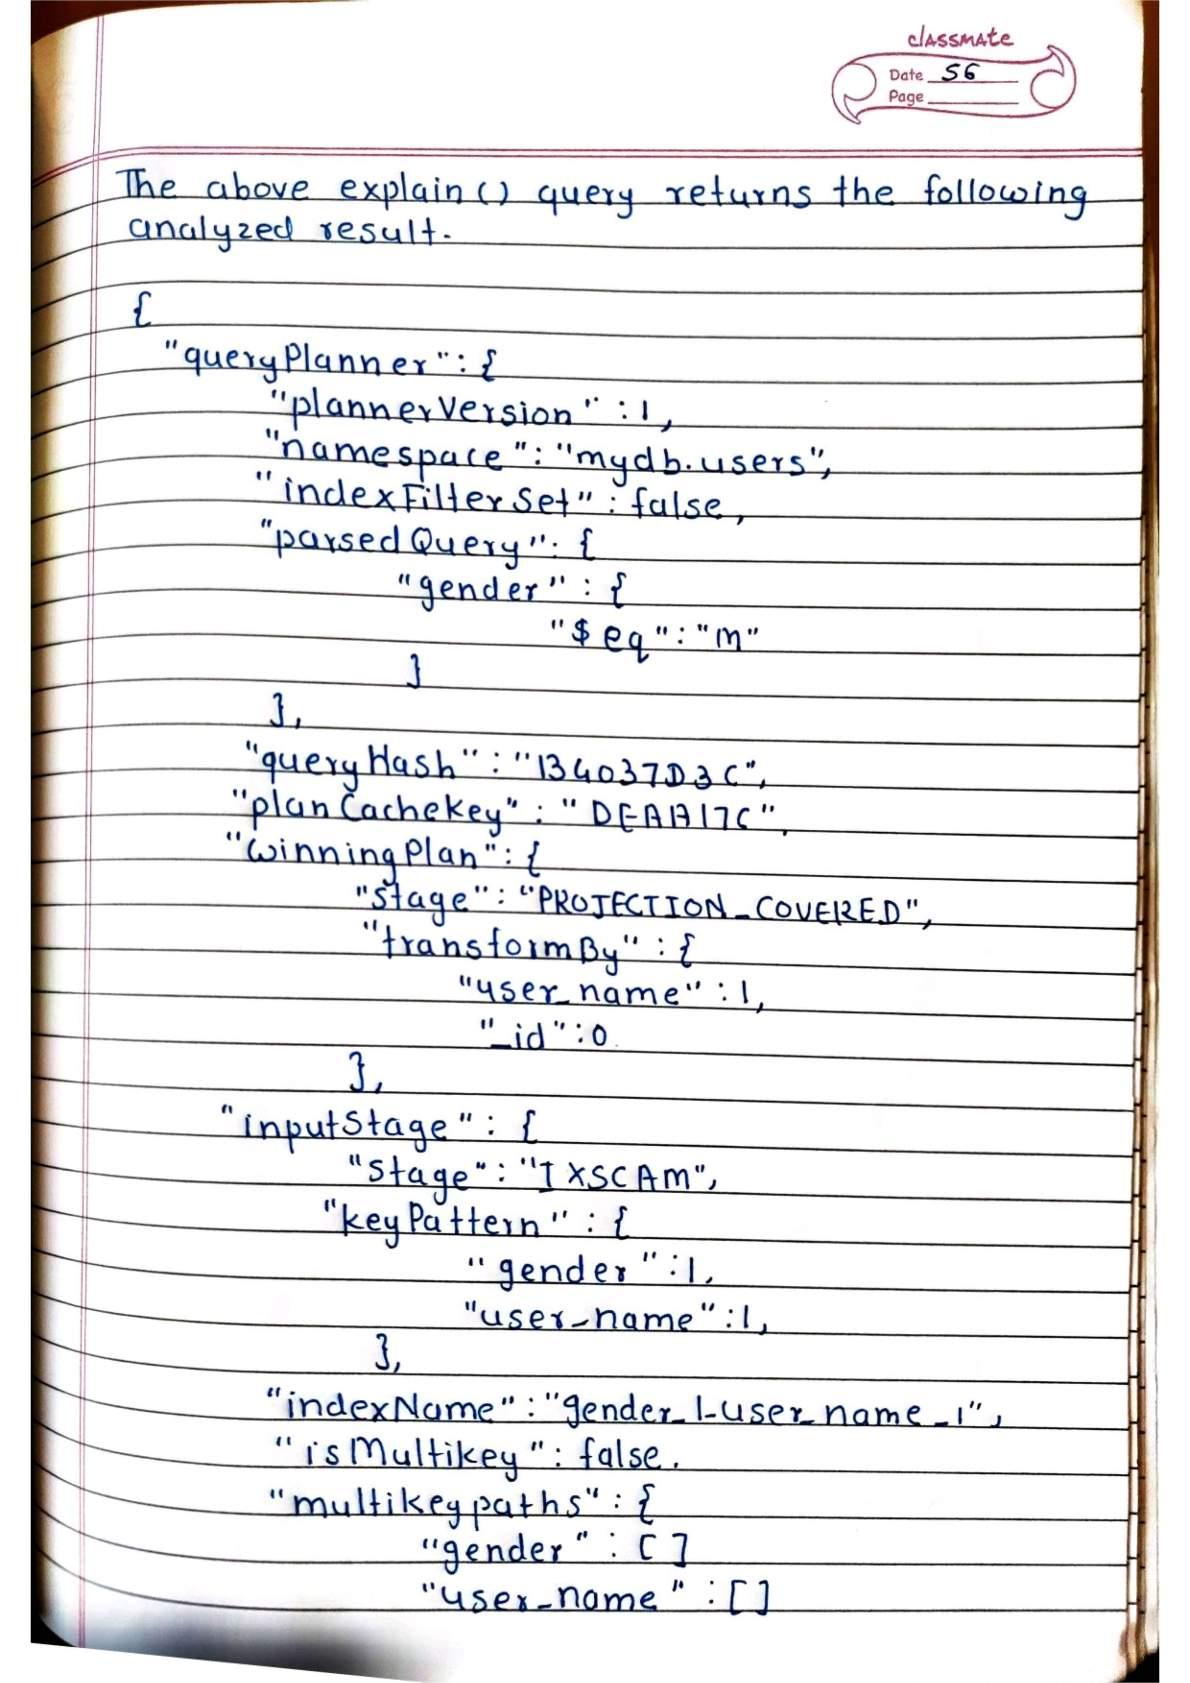 classmate
Date 56
Page
The above explain() query returns the following
analyzed result.
{
"queryPlanner":{
"plannerVersion":1,
"namespace":"mydb.users",
"indexFilterSet":false,
"parsedQuery":{
"gender":{
"$eq":"M"
}
},
"queryHash":"134037D3C",
"planCacheKey":"DEAA17C",
"winningPlan":{
"stage":"PROJECTION_COVERED",
"transformBy":{
"user_name":1,
"_id":0
},
"inputStage":{
"stage":"IXSCAM",
"keyPattern":{
"gender":1,
"user_name":1,
},
"indexName":"gender_1_user_name_1",
"isMultikey":false,
"multikeypaths":{
"gender":[]
"user_name":[]